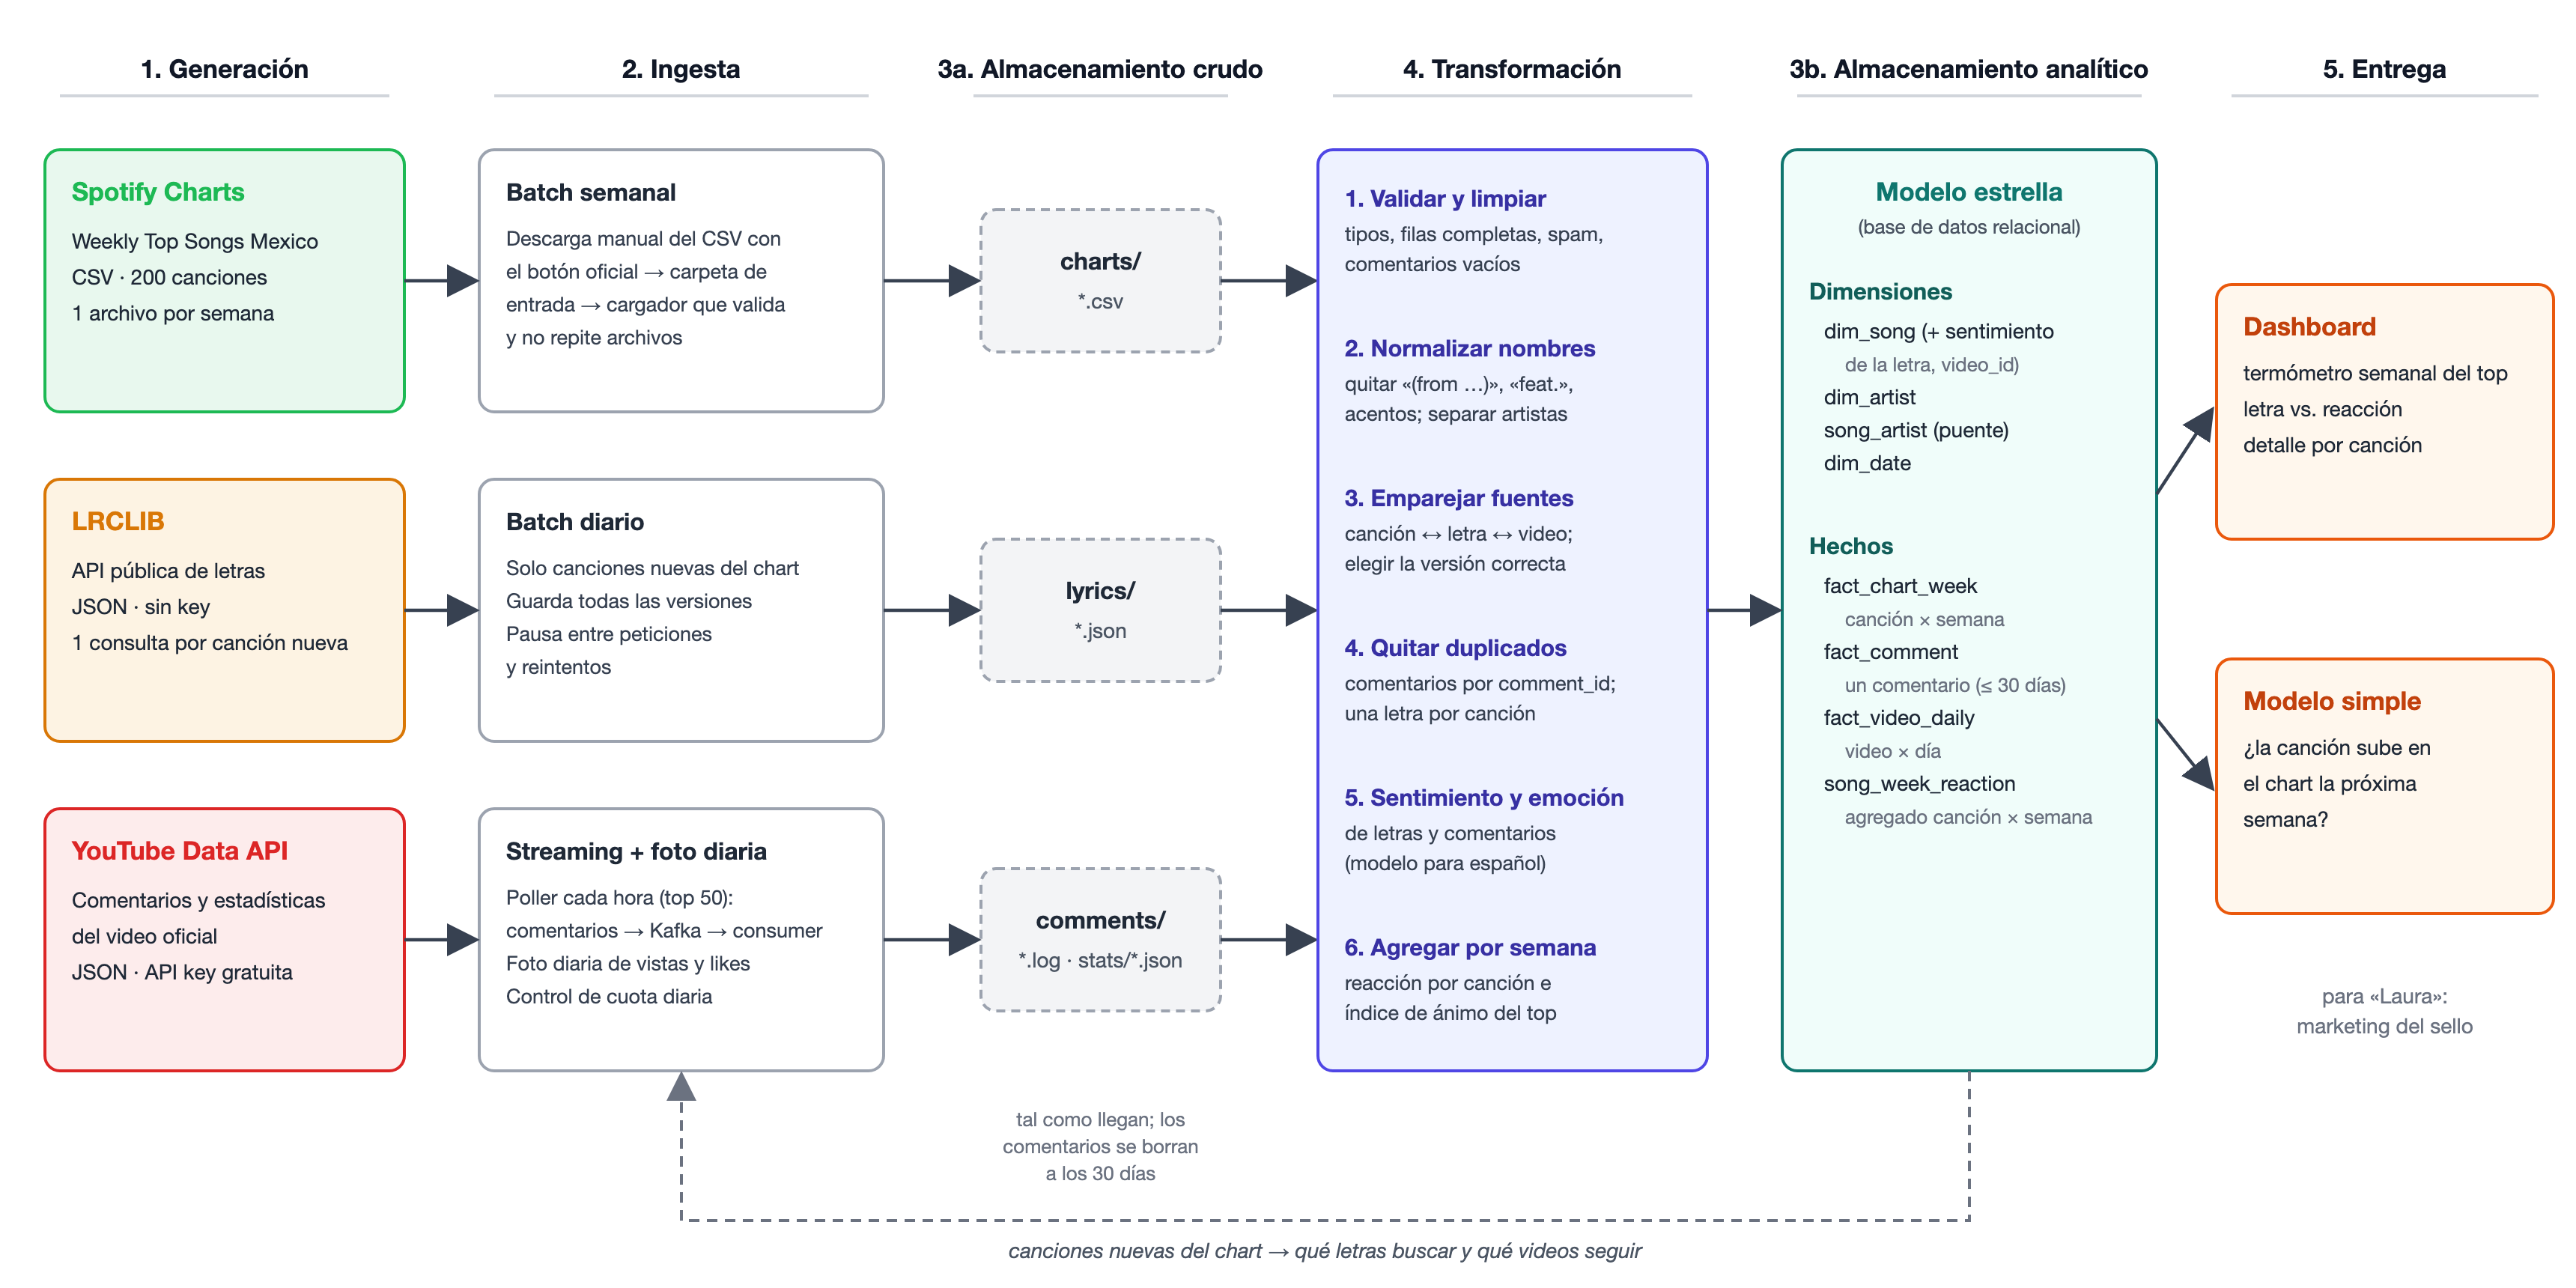 1. Generación
2. Ingesta
3a. Almacenamiento crudo
4. Transformación
3b. Almacenamiento analítico
5. Entrega
Spotify Charts
Weekly Top Songs Mexico
CSV · 200 canciones
1 archivo por semana
LRCLIB
API pública de letras
JSON · sin key
1 consulta por canción nueva
YouTube Data API
Comentarios y estadísticas
del video oficial
JSON · API key gratuita
Batch semanal
Descarga manual del CSV con
el botón oficial → carpeta de
entrada → cargador que valida
y no repite archivos
Batch diario
Solo canciones nuevas del chart
Guarda todas las versiones
Pausa entre peticiones
y reintentos
Streaming + foto diaria
Poller cada hora (top 50):
comentarios → Kafka → consumer
Foto diaria de vistas y likes
Control de cuota diaria
charts/
*.csv
lyrics/
*.json
comments/
*.log · stats/*.json
tal como llegan; los
comentarios se borran
a los 30 días
1. Validar y limpiar
tipos, filas completas, spam,
comentarios vacíos
2. Normalizar nombres
quitar «(from …)», «feat.»,
acentos; separar artistas
3. Emparejar fuentes
canción ↔ letra ↔ video;
elegir la versión correcta
4. Quitar duplicados
comentarios por comment_id;
una letra por canción
5. Sentimiento y emoción
de letras y comentarios
(modelo para español)
6. Agregar por semana
reacción por canción e
índice de ánimo del top
Modelo estrella
(base de datos relacional)
Dimensiones
dim_song (+ sentimiento
de la letra, video_id)
dim_artist
song_artist (puente)
dim_date
Hechos
fact_chart_week
canción × semana
fact_comment
un comentario (≤ 30 días)
fact_video_daily
video × día
song_week_reaction
agregado canción × semana
Dashboard
termómetro semanal del top
letra vs. reacción
detalle por canción
Modelo simple
¿la canción sube en
el chart la próxima
semana?
para «Laura»:
marketing del sello
canciones nuevas del chart → qué letras buscar y qué videos seguir